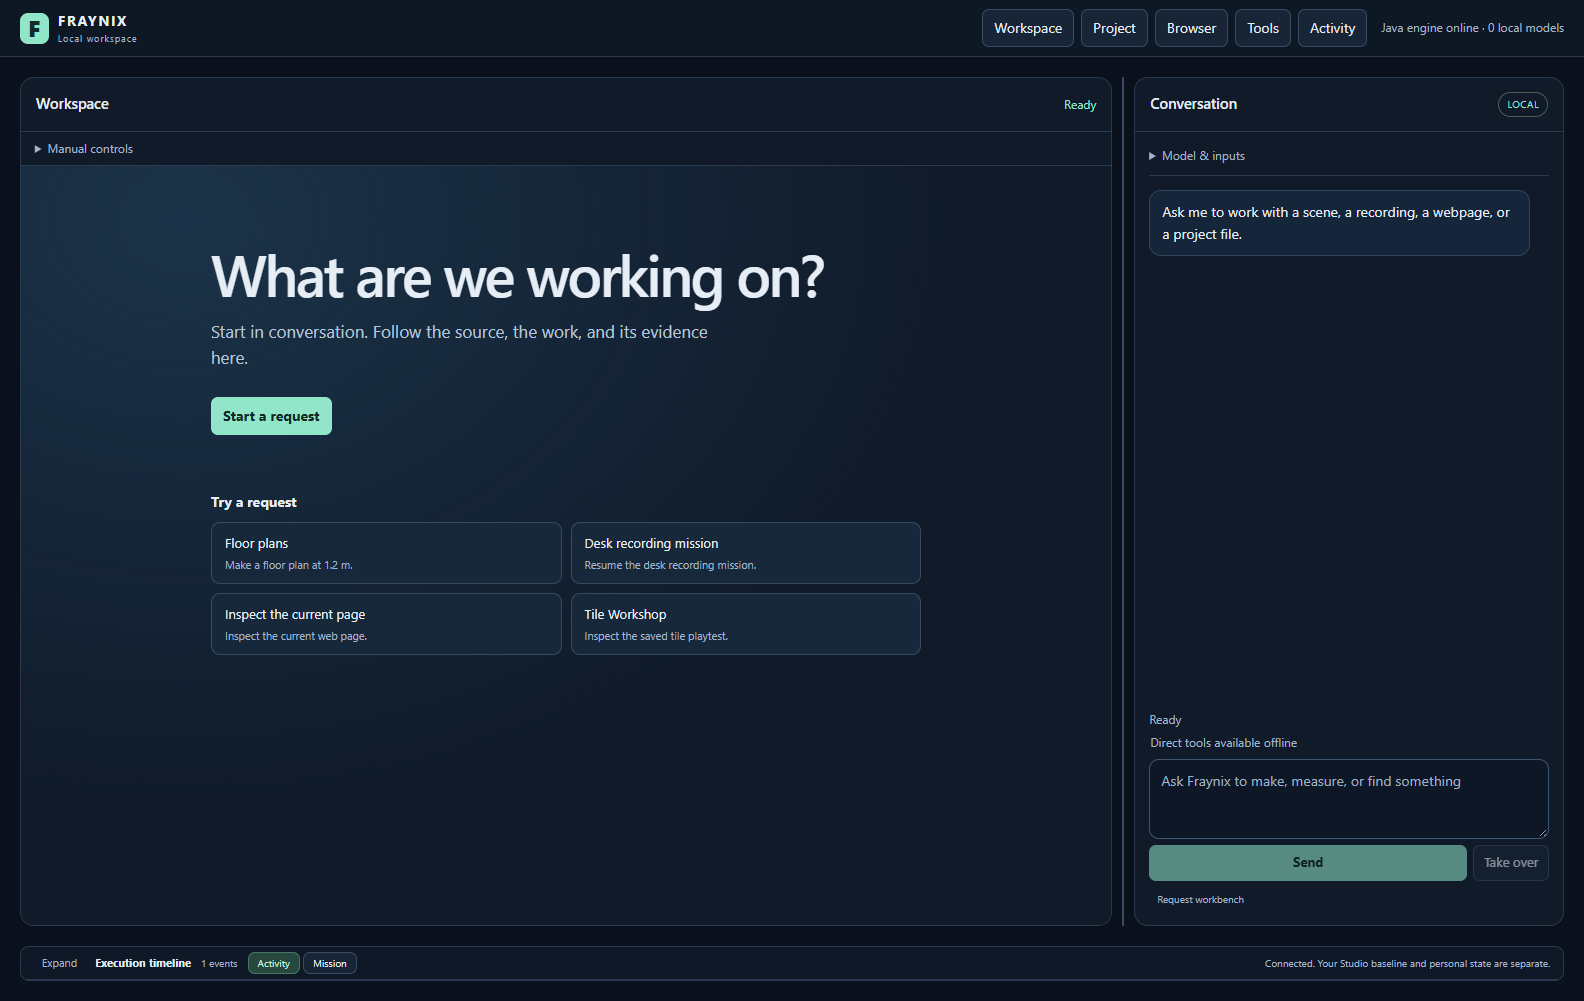 F
FRAYNIX
Local workspace
Workspace
Project
Browser
Tools
Activity
Java engine online · 0 local models
Workspace
Ready
Manual controls
What are we working on?
Start in conversation. Follow the source, the work, and its evidence
here.
Start a request
Try a request
Floor plans
Make a floor plan at 1.2 m.
Desk recording mission
Resume the desk recording mission.
Inspect the current page
Inspect the current web page.
Tile Workshop
Inspect the saved tile playtest.
Conversation
LOCAL
Model & inputs
Ask me to work with a scene, a recording, a webpage, or
a project file.
Ready
Direct tools available offline
Ask Fraynix to make, measure, or find something
Send
Take over
Request workbench
Expand
Execution timeline
1 events
Activity
Mission
Connected. Your Studio baseline and personal state are separate.